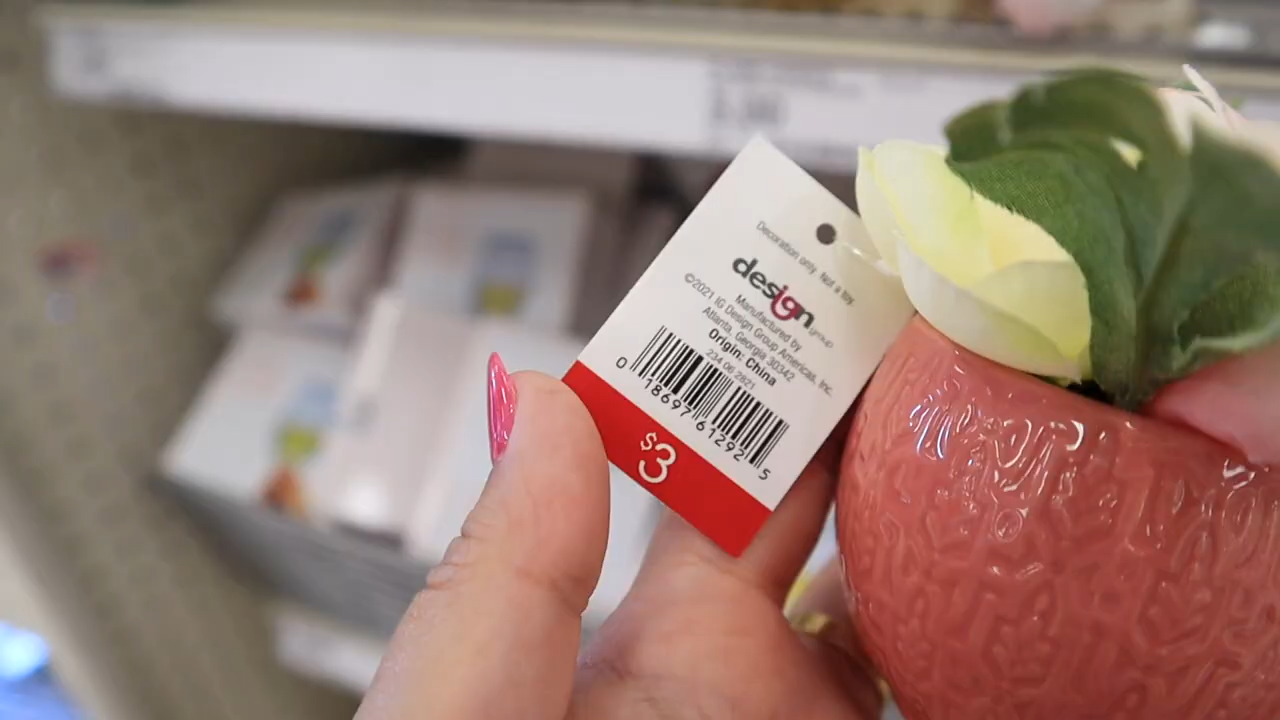 Decoration only. Not a toy.
design
group
Manufactured by
©2021 IG Design Group Americas, Inc.
Atlanta, Georgia 30342
Origin: China
234 06 2821
0 18697 61292 5
$3